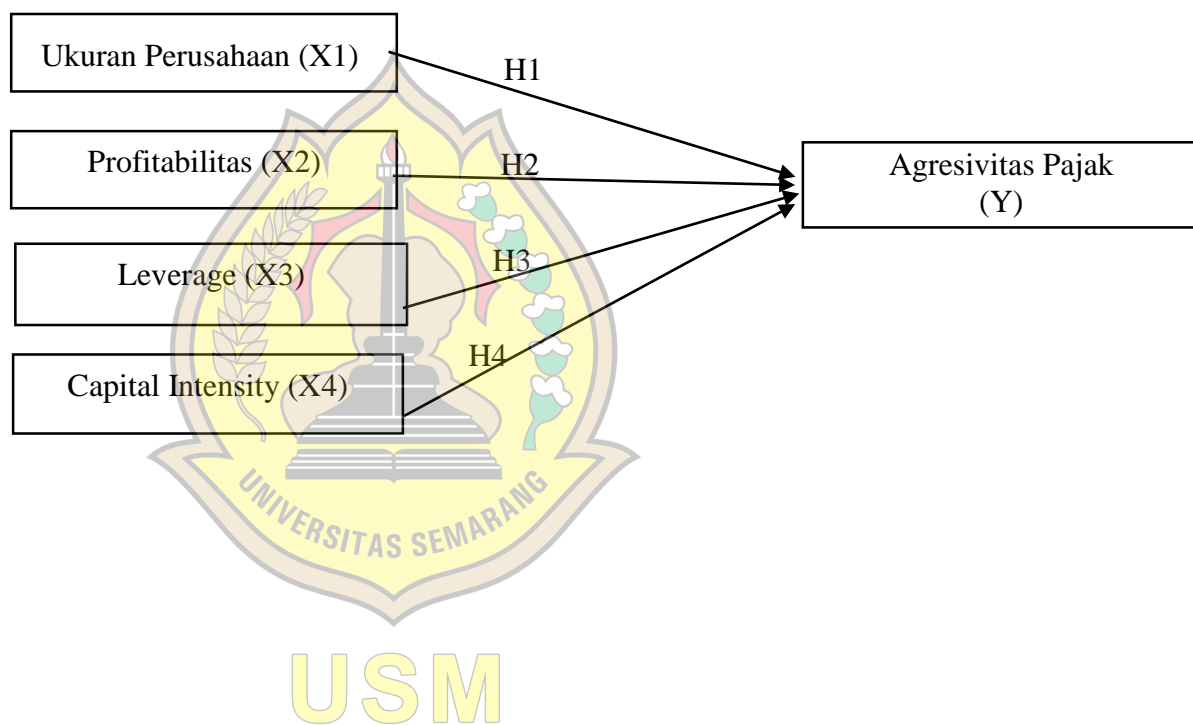 Ukuran Perusahaan (X1)
H1
Profitabilitas (X2)
H2
Agresivitas Pajak
(Y)
Leverage (X3)
H3
Capital Intensity (X4)
H4
UNIVERSITAS SEMARANG
USM